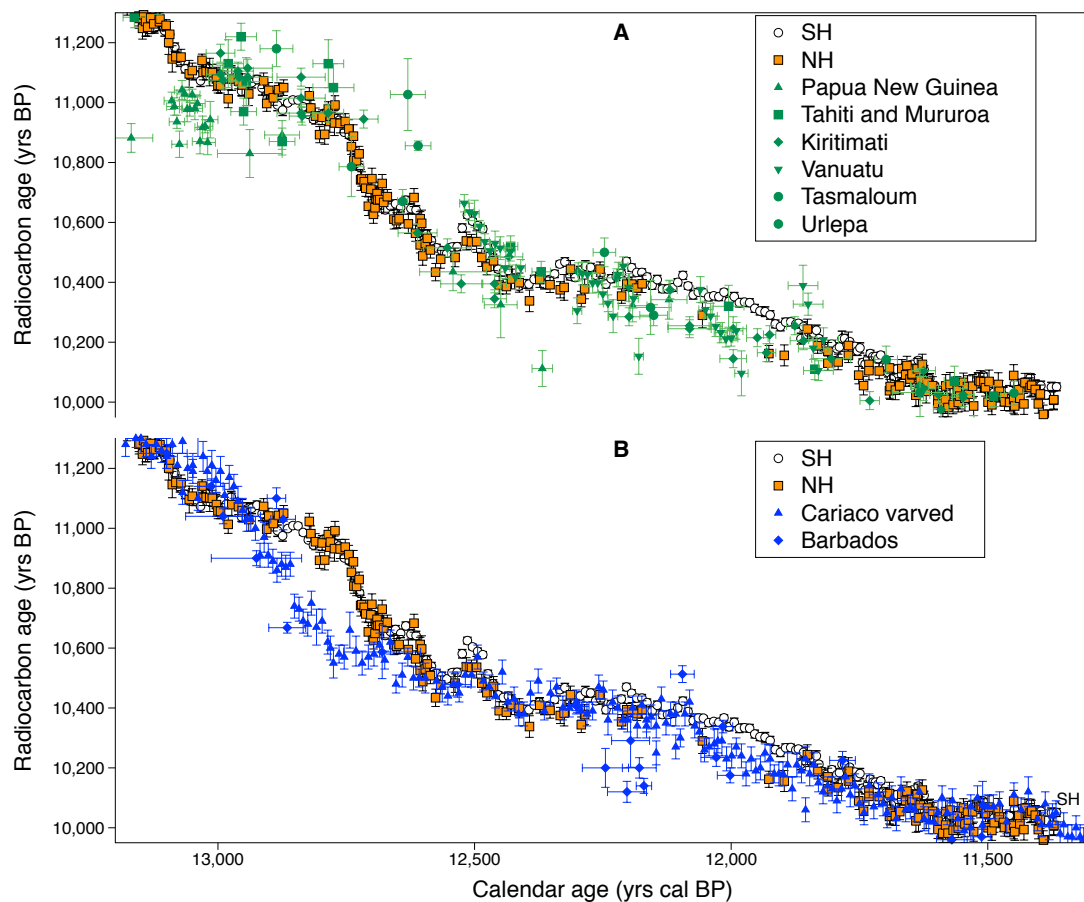 A
SH
NH
Papua New Guinea
Tahiti and Mururoa
Kiritimati
Vanuatu
Tasmaloum
Urlepa
Radiocarbon age (yrs BP)
11,200
11,000
10,800
10,600
10,400
10,200
10,000
B
SH
NH
Cariaco varved
Barbados
Radiocarbon age (yrs BP)
11,200
11,000
10,800
10,600
10,400
10,200
10,000
SH
13,000
12,500
12,000
11,500
Calendar age (yrs cal BP)